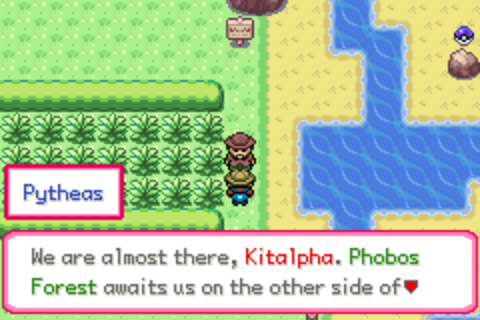 Pytheas
We are almost there, Kitalpha. Phobos
Forest awaits us on the other side of